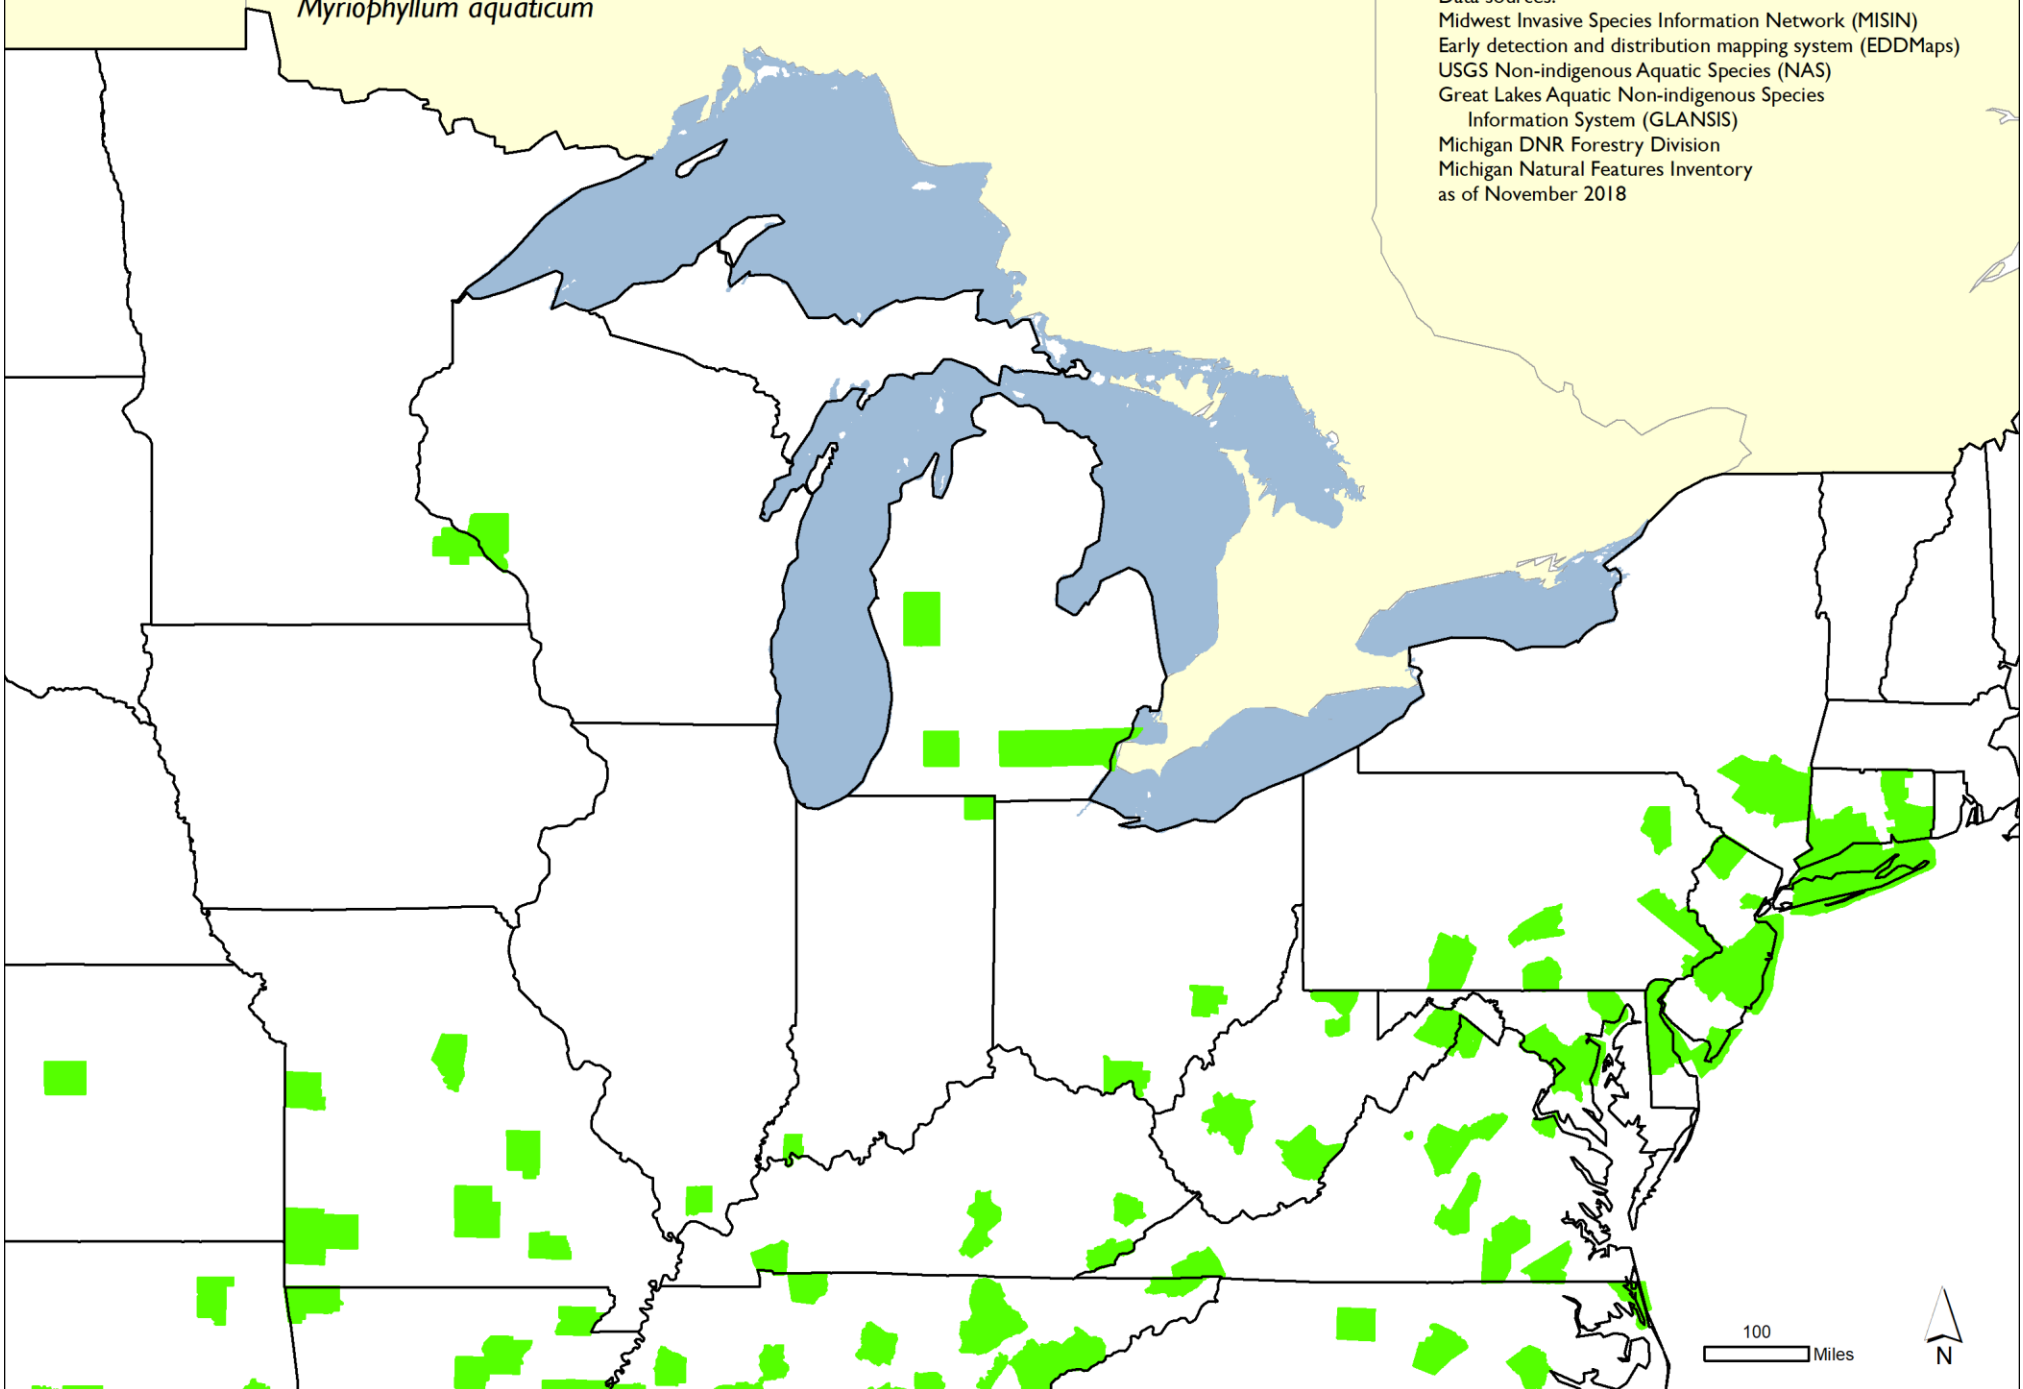 Myriophyllum aquaticum
Data sources:
Midwest Invasive Species Information Network (MISIN)
Early detection and distribution mapping system (EDDMaps)
USGS Non-indigenous Aquatic Species (NAS)
Great Lakes Aquatic Non-indigenous Species
Information System (GLANSIS)
Michigan DNR Forestry Division
Michigan Natural Features Inventory
as of November 2018
100
Miles
N